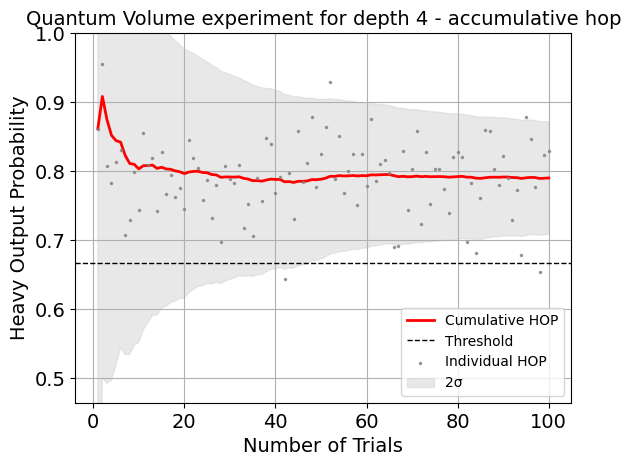 Quantum Volume experiment for depth 4 - accumulative hop
1.0
0.9
0.8
0.7
0.6
0.5
Heavy Output Probability
0
20
40
60
80
100
Number of Trials
Cumulative HOP
Threshold
Individual HOP
2σ